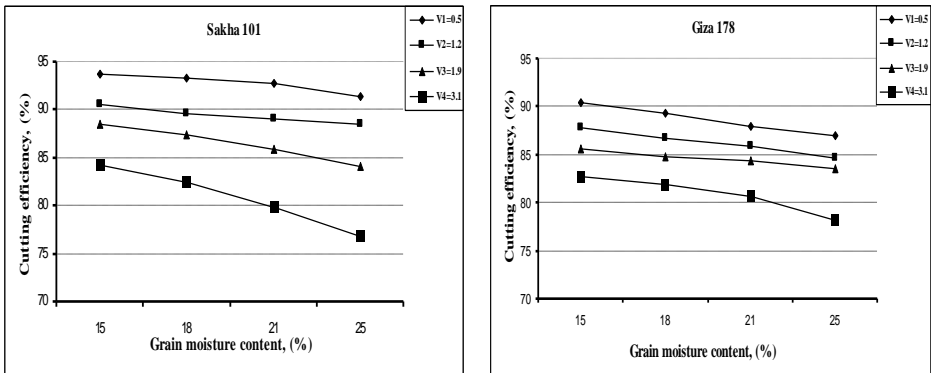 Sakha 101
V1=0.5
V2=1.2
V3=1.9
V4=3.1
Cutting efficiency, (%)
95
90
85
80
75
70
15 18 21 25
Grain moisture content, (%)
Giza 178
V1=0.5
V2=1.2
V3=1.9
V4=3.1
Cutting efficiency, (%)
95
90
85
80
75
70
15 18 21 25
Grain moisture content, (%)